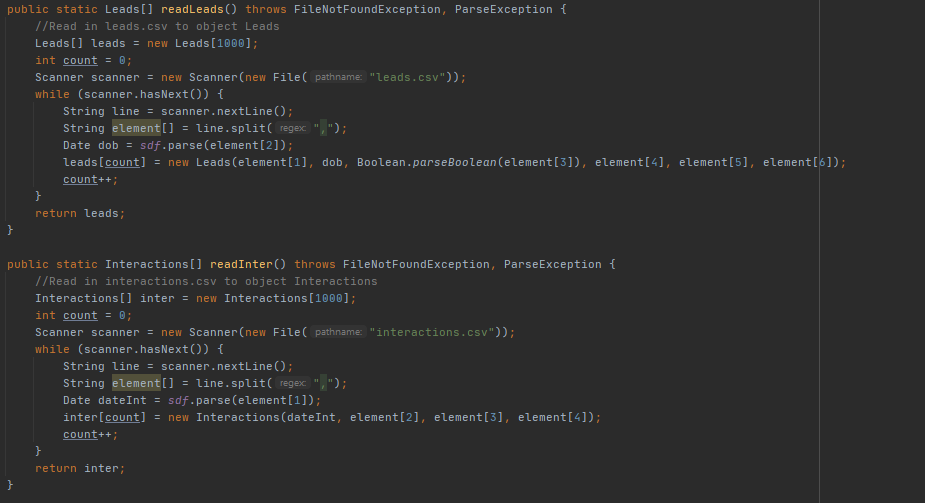 public static Leads[] readLeads() throws FileNotFoundException, ParseException {
    //Read in leads.csv to object Leads
    Leads[] leads = new Leads[1000];
    int count = 0;
    Scanner scanner = new Scanner(new File( pathname: "leads.csv"));
    while (scanner.hasNext()) {
        String line = scanner.nextLine();
        String element[] = line.split( regex: ",");
        Date dob = sdf.parse(element[2]);
        leads[count] = new Leads(element[1], dob, Boolean.parseBoolean(element[3]), element[4], element[5], element[6]);
        count++;
    }
    return leads;
}

public static Interactions[] readInter() throws FileNotFoundException, ParseException {
    //Read in interactions.csv to object Interactions
    Interactions[] inter = new Interactions[1000];
    int count = 0;
    Scanner scanner = new Scanner(new File( pathname: "interactions.csv"));
    while (scanner.hasNext()) {
        String line = scanner.nextLine();
        String element[] = line.split( regex: ",");
        Date dateInt = sdf.parse(element[1]);
        inter[count] = new Interactions(dateInt, element[2], element[3], element[4]);
        count++;
    }
    return inter;
}